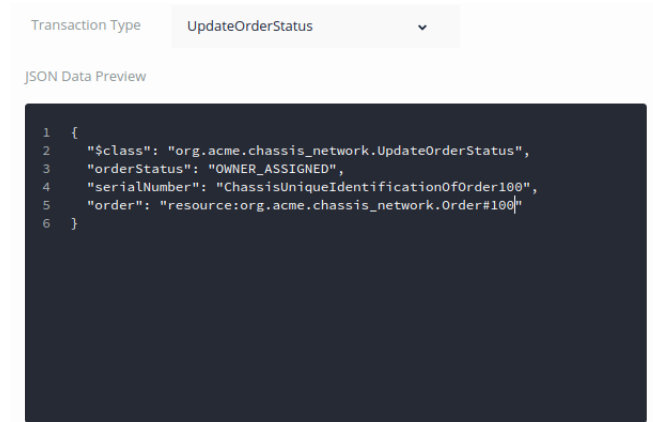 Transaction Type UpdateOrderStatus
JSON Data Preview
1 {
2 "$class": "org.acme.chassis_network.UpdateOrderStatus",
3 "orderStatus": "OWNER_ASSIGNED",
4 "serialNumber": "ChassisUniqueIdentificationOfOrder100",
5 "order": "resource:org.acme.chassis_network.Order#100"
6 }